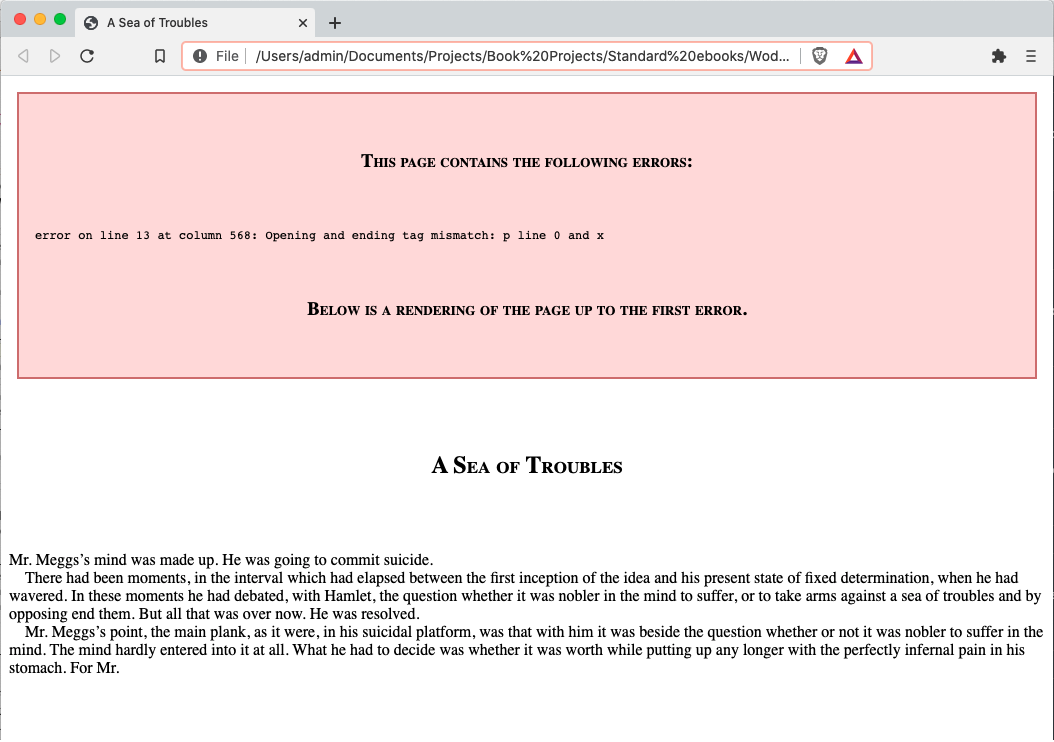 A Sea of Troubles
File
/Users/admin/Documents/Projects/Book%20Projects/Standard%20ebooks/Wod...
This page contains the following errors:
error on line 13 at column 568: Opening and ending tag mismatch: p line 0 and x
Below is a rendering of the page up to the first error.
A Sea of Troubles
Mr. Meggs’s mind was made up. He was going to commit suicide.
There had been moments, in the interval which had elapsed between the first inception of the idea and his present state of fixed determination, when he had
wavered. In these moments he had debated, with Hamlet, the question whether it was nobler in the mind to suffer, or to take arms against a sea of troubles and by
opposing end them. But all that was over now. He was resolved.
Mr. Meggs’s point, the main plank, as it were, in his suicidal platform, was that with him it was beside the question whether or not it was nobler to suffer in the
mind. The mind hardly entered into it at all. What he had to decide was whether it was worth while putting up any longer with the perfectly infernal pain in his
stomach. For Mr.